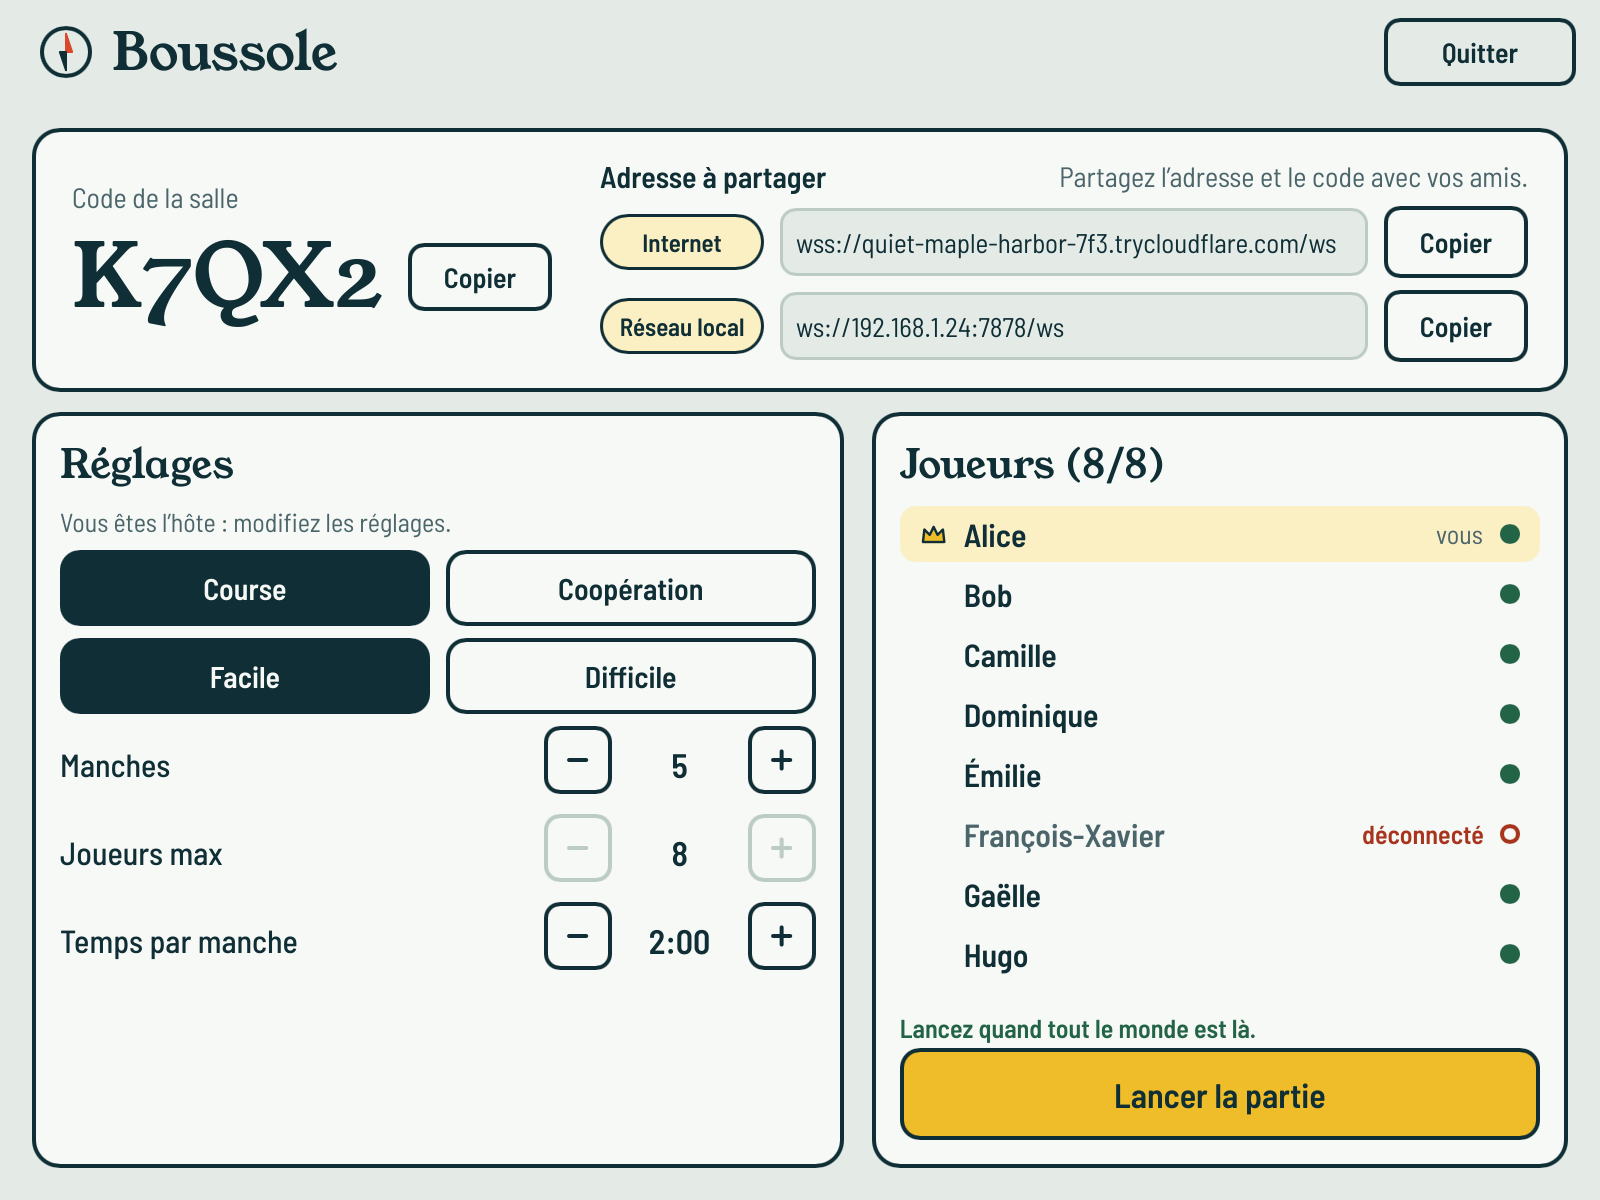 Boussole
Quitter
Code de la salle
K7QX2
Copier
Adresse à partager
Partagez l’adresse et le code avec vos amis.
Internet
wss://quiet-maple-harbor-7f3.trycloudflare.com/ws
Copier
Réseau local
ws://192.168.1.24:7878/ws
Copier
Réglages
Vous êtes l’hôte : modifiez les réglages.
Course
Coopération
Facile
Difficile
Manches
− 5 +
Joueurs max
− 8 +
Temps par manche
− 2:00 +
Joueurs (8/8)
Alice
vous
Bob
Camille
Dominique
Émilie
François-Xavier
déconnecté
Gaëlle
Hugo
Lancez quand tout le monde est là.
Lancer la partie